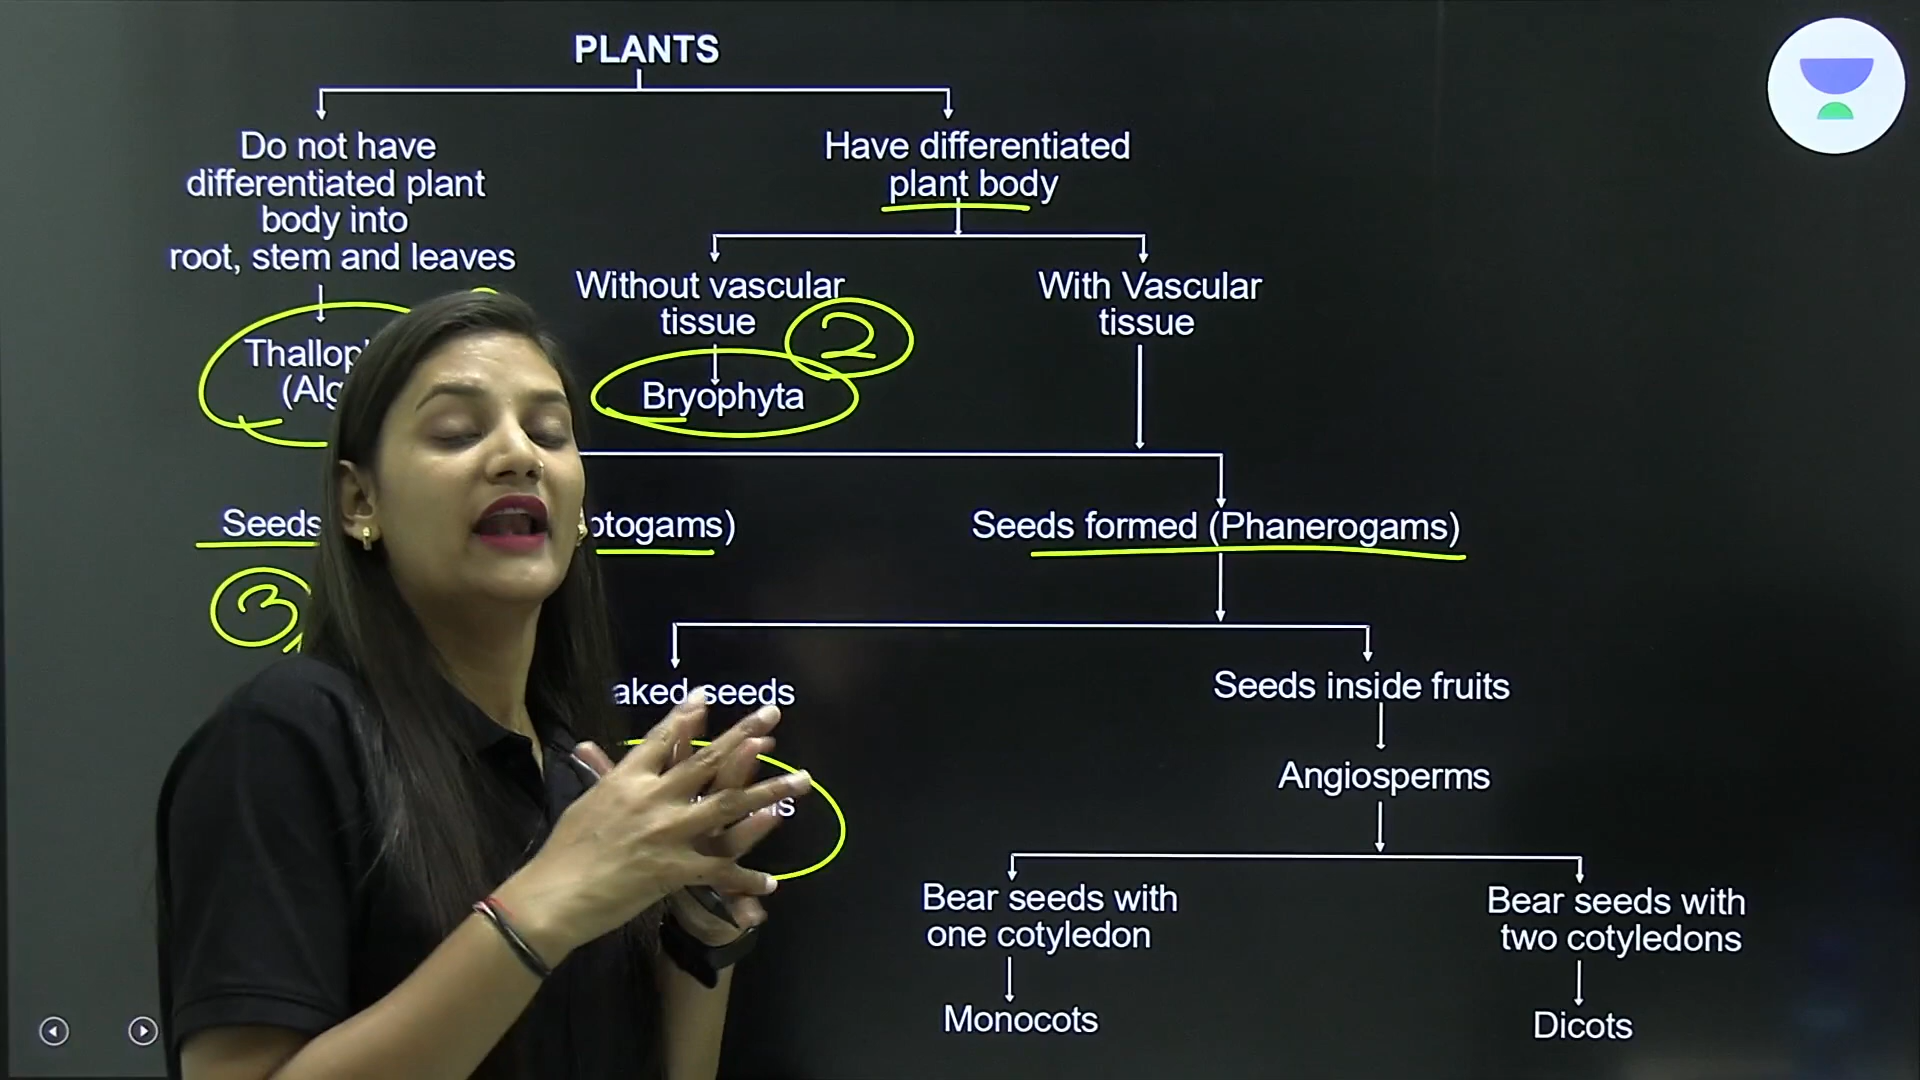 PLANTS
Do not have
differentiated plant
body into
root, stem and leaves
Have differentiated
plant body
Without vascular
tissue
With Vascular
tissue
2
Bryophyta
Seeds
Seeds formed (Phanerogams)
3
seeds
Seeds inside fruits
Angiosperms
Bear seeds with
one cotyledon
Bear seeds with
two cotyledons
Monocots
Dicots